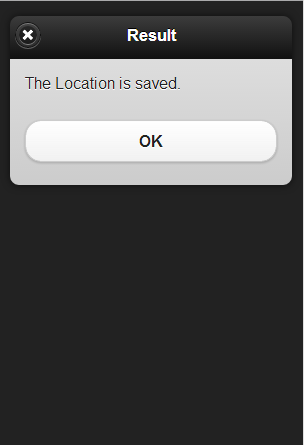 Result
The Location is saved.
OK